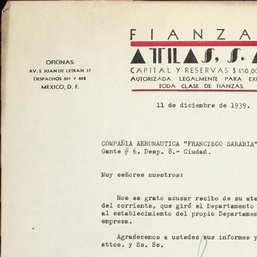 FIANZA
ATLAS, S. A
CAPITAL Y RESERVAS $450,00
AUTORIZADA LEGALMENTE PARA EX
TODA CLASE DE FIANZAS.
OFICINAS
AV. S. JUAN DE LETRAN 27
DESPACHOS 601 Y 602
MEXICO, D. F.
11 de diciembre de 1939.
COMPAÑIA AERONAUTICA "FRANCISCO SARABIA"
Gante # 6. Desp. 8.- Ciudad.
Muy señores nuestros:
Nos es grato acusar recibo de su ate
del corriente, que giró el Departamento
al establecimiento del propio Departamen
empresa.
Agradecemos a ustedes sus informes y
attos. y Ss. Ss.